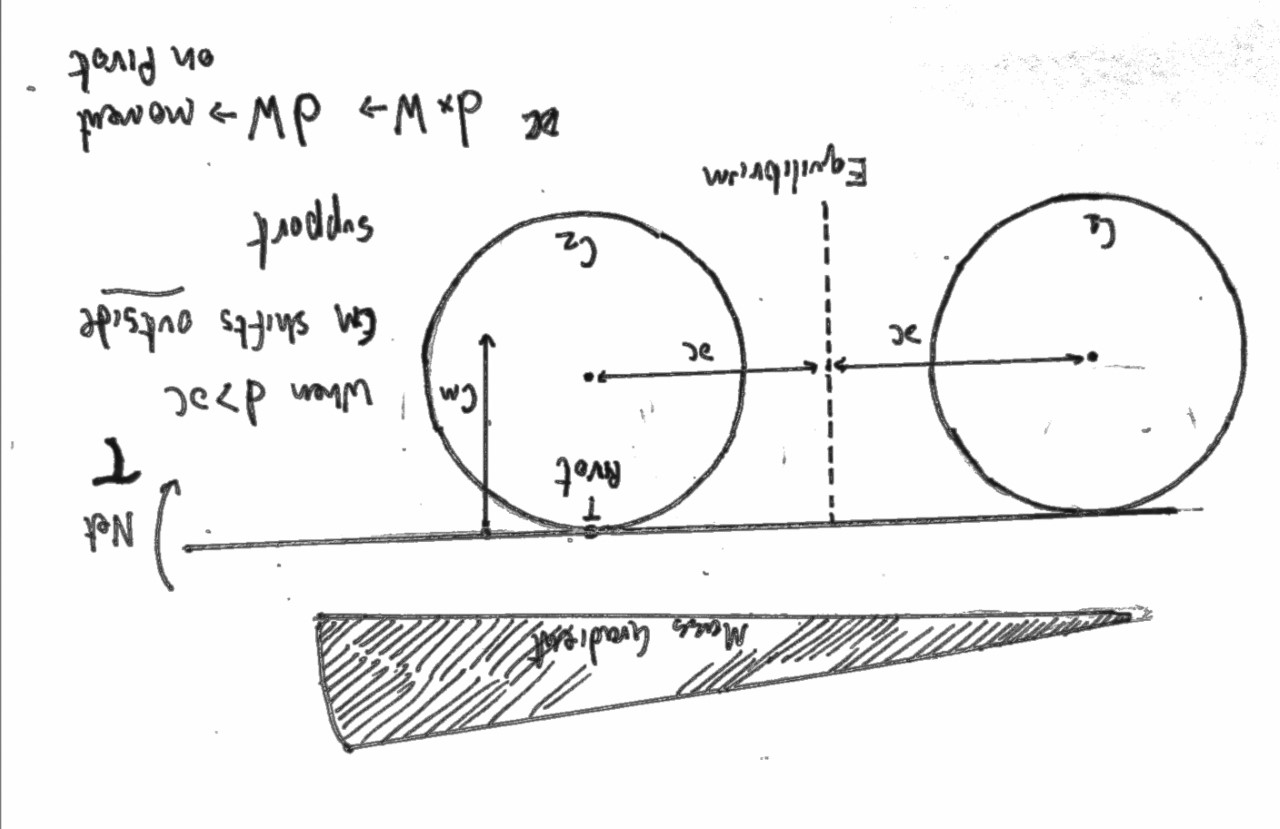 Mass Gradient
Net
T
Pivot
CM
When d > x
x
x
CM shifts outside
support
C1
C2
Equilibrium
d × W → dW → moment
on Pivot